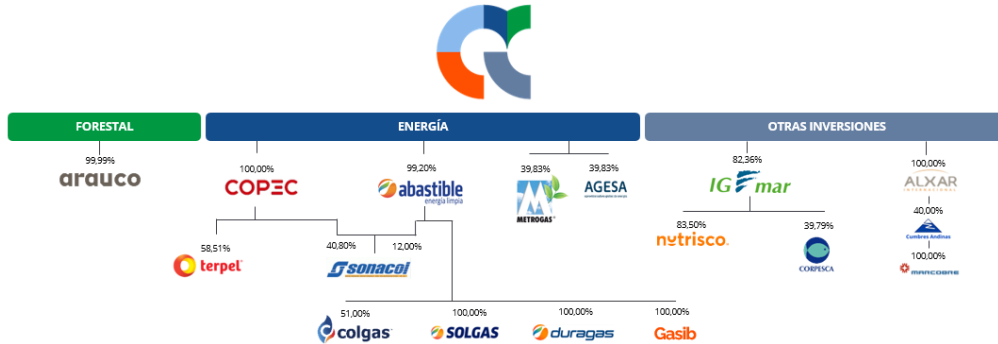 FORESTAL
ENERGÍA
OTRAS INVERSIONES
99,99%
arauco
100,00%
COPEC
99,20%
abastible
energía limpia
39,83%
METROGAS
39,83%
AGESA
82,36%
IG mar
100,00%
ALXAR
INTERNACIONAL
58,51%
terpel
40,80%
12,00%
sonacol
83,50%
nutrisco
39,79%
CORPESCA
40,00%
Cumbres Andinas
100,00%
MARCOBRE
51,00%
colgas
100,00%
SOLGAS
100,00%
duragas
100,00%
Gasib